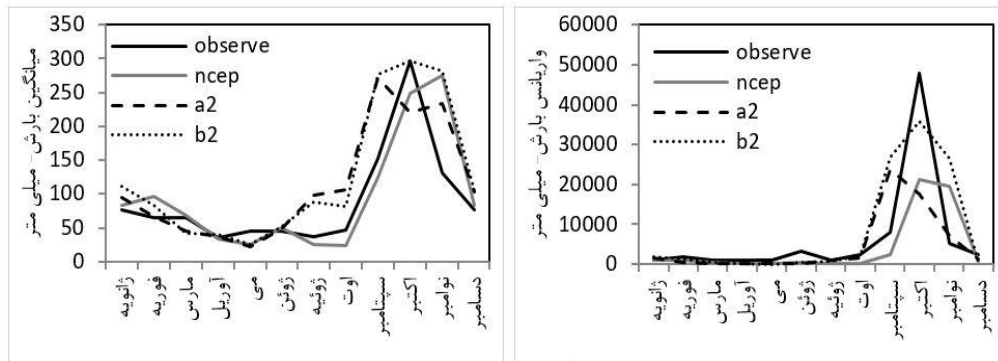 میانگین بارش- میلی متر
350
300
250
200
150
100
50
0
observe
ncep
a2
b2
ژانویه
فوریه
مارس
آوریل
می
ژوئن
ژوئیه
اوت
سپتامبر
اکتبر
نوامبر
دسامبر
واریانس بارش- میلی متر
60000
50000
40000
30000
20000
10000
0
observe
ncep
a2
b2
ژانویه
فوریه
مارس
آوریل
می
ژوئن
ژوئیه
اوت
سپتامبر
اکتبر
نوامبر
دسامبر